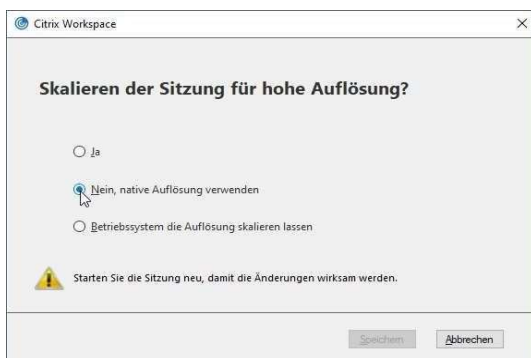 Citrix Workspace
Skalieren der Sitzung für hohe Auflösung?
Ja
Nein, native Auflösung verwenden
Betriebssystem die Auflösung skalieren lassen
Starten Sie die Sitzung neu, damit die Änderungen wirksam werden.
Speichern Abbrechen